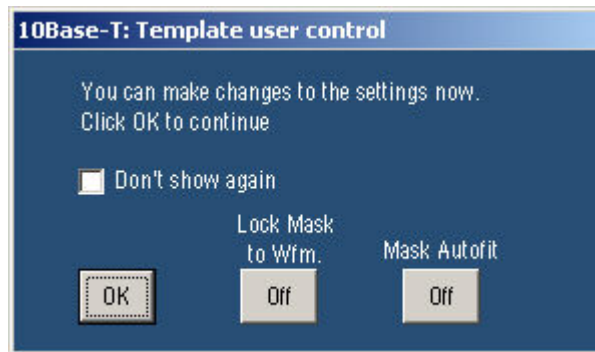 10Base-T: Template user control
You can make changes to the settings now.
Click OK to continue
Don't show again
Lock Mask
to Wfm.
Mask Autofit
OK
Off
Off